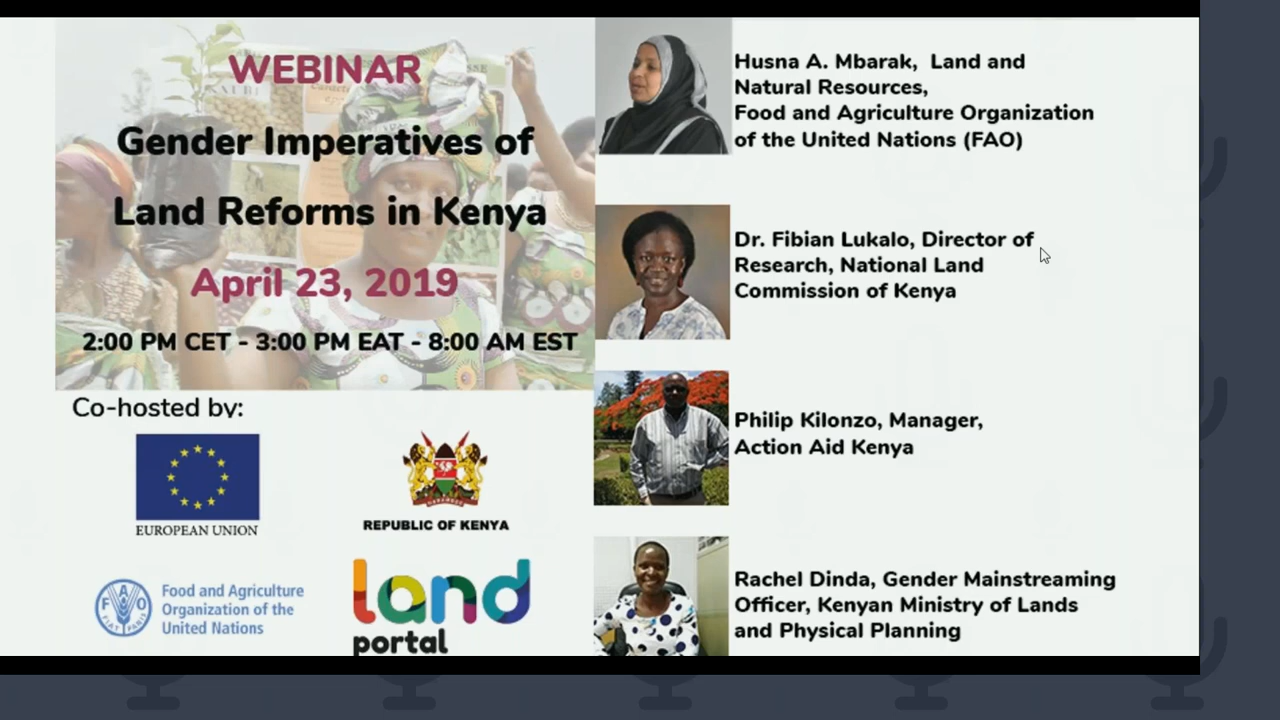 WEBINAR
Gender Imperatives of
Land Reforms in Kenya
April 23, 2019
2:00 PM CET - 3:00 PM EAT - 8:00 AM EST
Co-hosted by:
EUROPEAN UNION
REPUBLIC OF KENYA
FAO
FIAT PANIS
Food and Agriculture
Organization of the
United Nations
land
portal
Husna A. Mbarak, Land and
Natural Resources,
Food and Agriculture Organization
of the United Nations (FAO)
Dr. Fibian Lukalo, Director of
Research, National Land
Commission of Kenya
Philip Kilonzo, Manager,
Action Aid Kenya
Rachel Dinda, Gender Mainstreaming
Officer, Kenyan Ministry of Lands
and Physical Planning